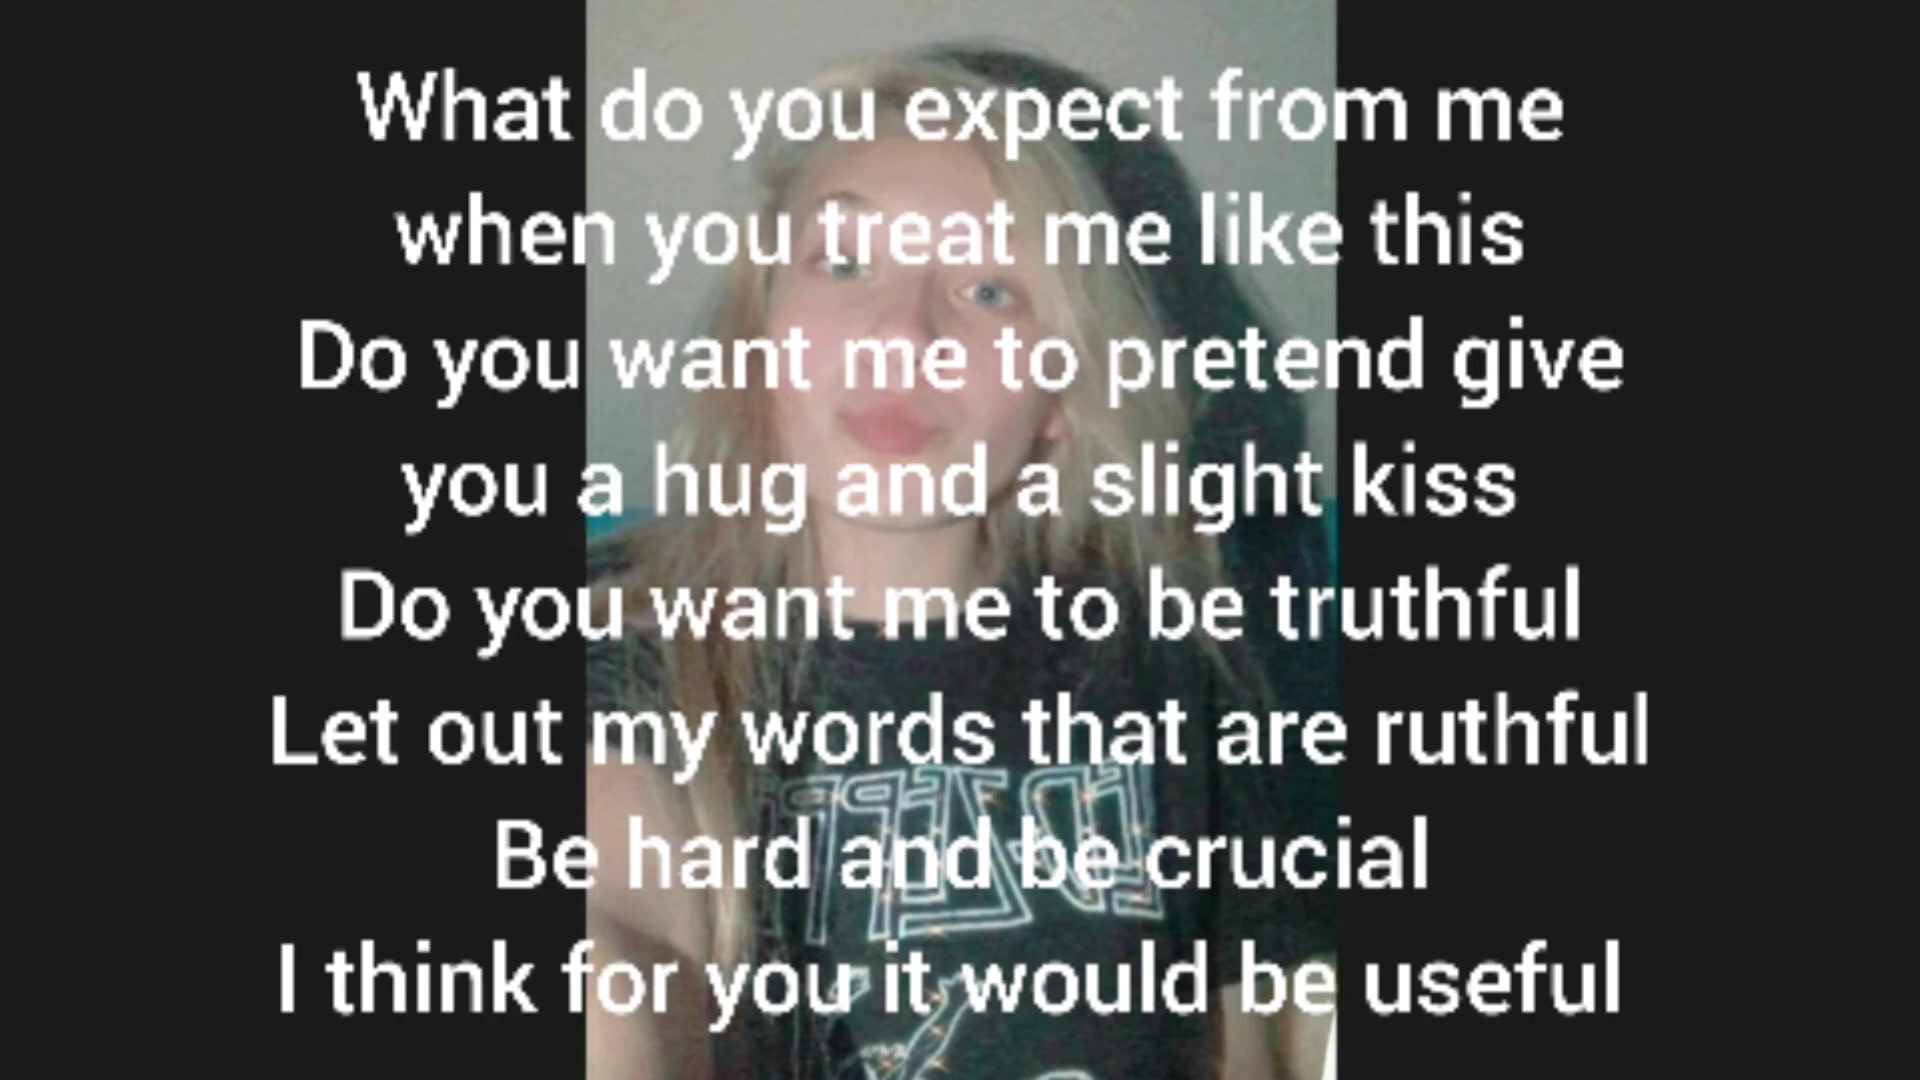 What do you expect from me
when you treat me like this
Do you want me to pretend give
you a hug and a slight kiss
Do you want me to be truthful
Let out my words that are ruthful
Be hard and be crucial
I think for you it would be useful
LED ZEPP